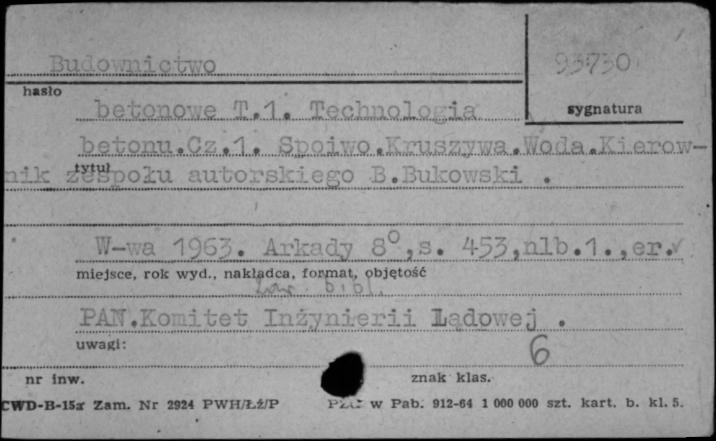 Budownictwo
93730
hasło
sygnatura
betonowe T.1. Technologia
betonu.Cz.1. Spoiwo.Kruszywa.Woda.Kierow-
tytuł
nik zespołu autorskiego B.Bukowski .
W-wa 1963. Arkady 8°,s. 453,nlb.1.,er.
miejsce, rok wyd., nakładca, format, objętość
bibl.
PAN.Komitet Inżynierii Lądowej .
uwagi:
6
nr inw.
znak klas.
CWD-B-15a Zam. Nr 2924 PWH/Łź/P
w Pab. 912-64 1 000 000 szt. kart. b. kl. 5.